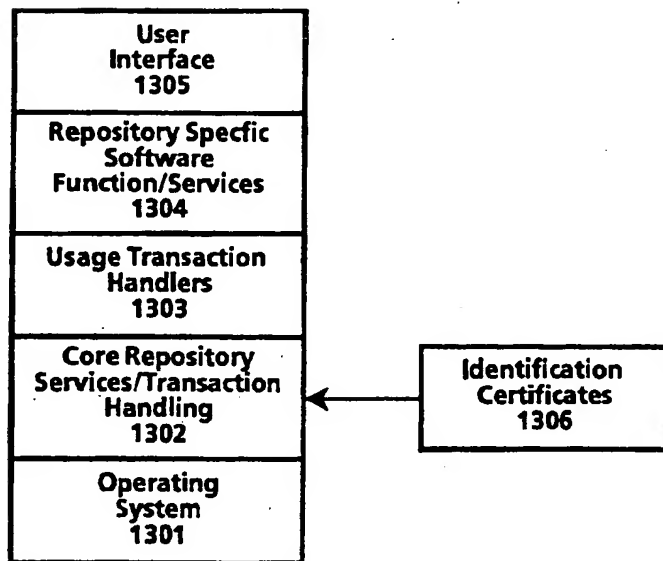 User
Interface
1305
Repository Specfic
Software
Function/Services
1304
Usage Transaction
Handlers
1303
Core Repository
Services/Transaction
Handling
1302
Operating
System
1301
Identification
Certificates
1306